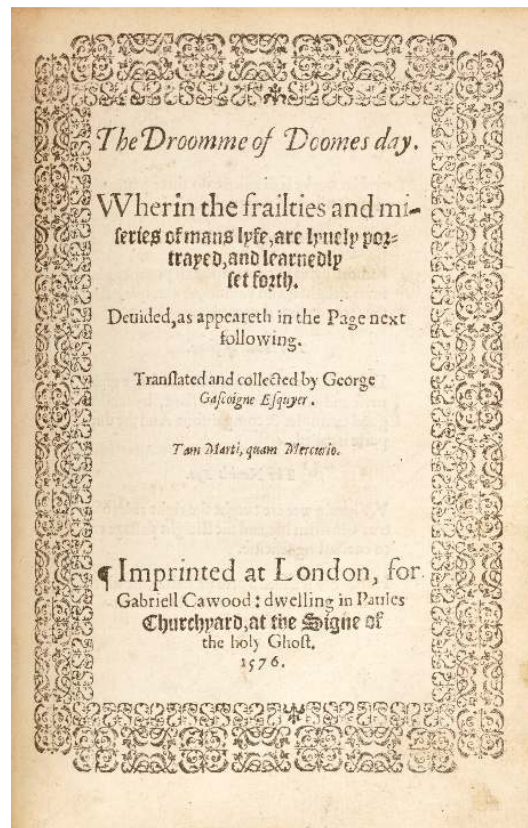 The Droomme of Doomes day.
Wherin the frailties and mi-
series of mans lyfe, are lyuely por-
trayed, and learnedly
set forth.
Deuided, as appeareth in the Page next
following.
Translated and collected by George
Gascoigne Esquyer.
Tam Marti, quam Mercurio.
¶ Imprinted at London, for
Gabriell Cawood: dwelling in Paules
Churchyard, at the Signe of
the holy Ghost.
1576.